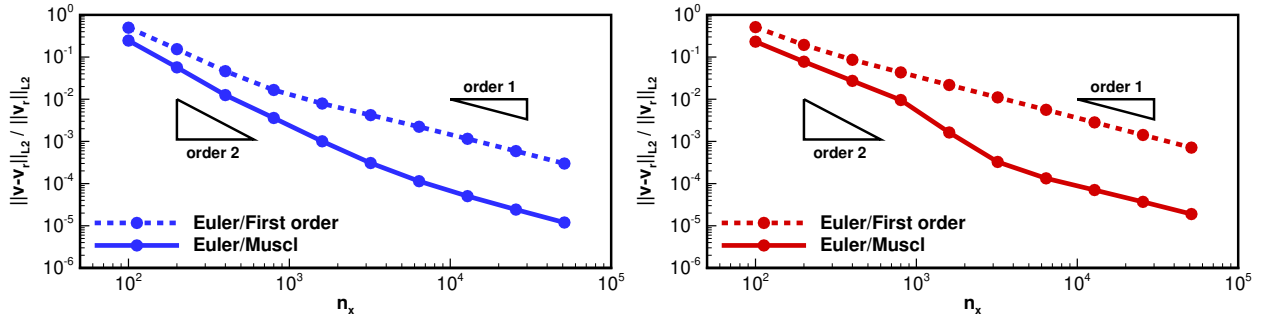 10^0
10^-1
10^-2
10^-3
10^-4
10^-5
10^-6
||v-v_r||_L2 / ||v_r||_L2
order 1
order 2
Euler/First order
Euler/Muscl
10^2
10^3
10^4
10^5
n_x
10^0
10^-1
10^-2
10^-3
10^-4
10^-5
10^-6
||v-v_r||_L2 / ||v_r||_L2
order 1
order 2
Euler/First order
Euler/Muscl
10^2
10^3
10^4
10^5
n_x